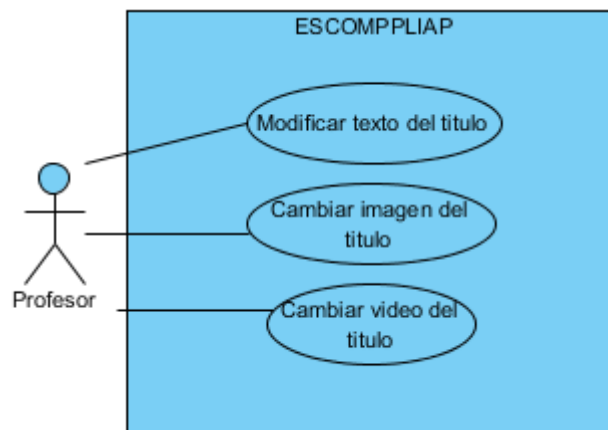 ESCOMPPLIAP
Modificar texto del titulo
Cambiar imagen del
titulo
Profesor
Cambiar video del
titulo